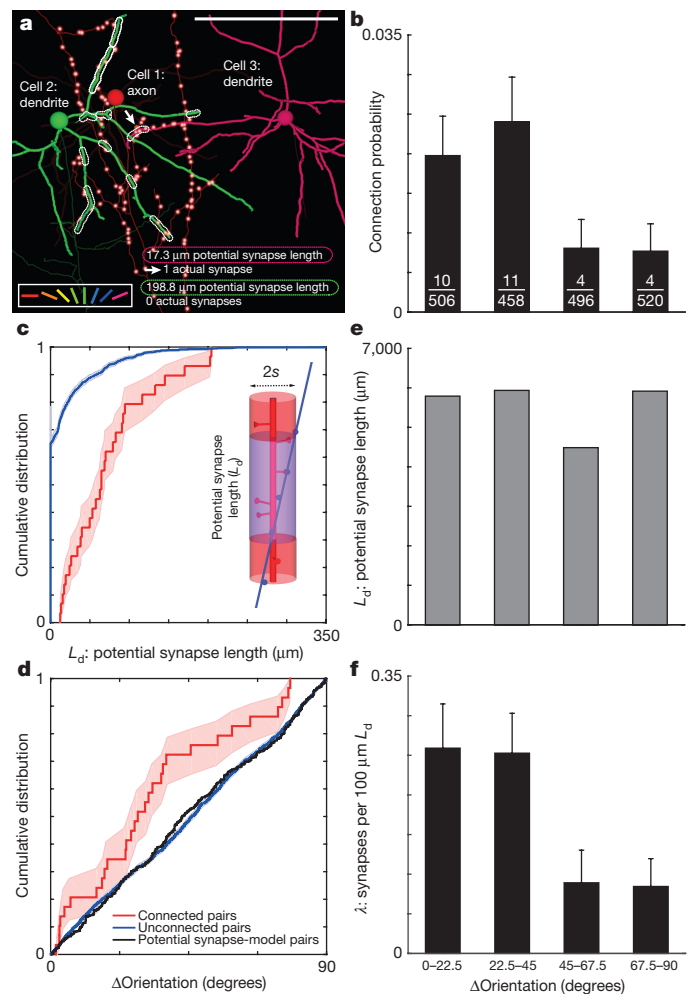 a
Cell 2:
dendrite
Cell 1:
axon
Cell 3:
dendrite
17.3 μm potential synapse length
1 actual synapse
198.8 μm potential synapse length
0 actual synapses
b
0.035
Connection probability
0
10
506
11
458
4
496
4
520
c
1
Cumulative distribution
0
0
350
Ld: potential synapse length (μm)
2s
Potential synapse
length (Ld)
e
7,000
Ld: potential synapse length (μm)
0
d
1
Cumulative distribution
0
0
90
ΔOrientation (degrees)
Connected pairs
Unconnected pairs
Potential synapse-model pairs
f
0.35
λ: synapses per 100 μm Ld
0
0–22.5
22.5–45
45–67.5
67.5–90
ΔOrientation (degrees)